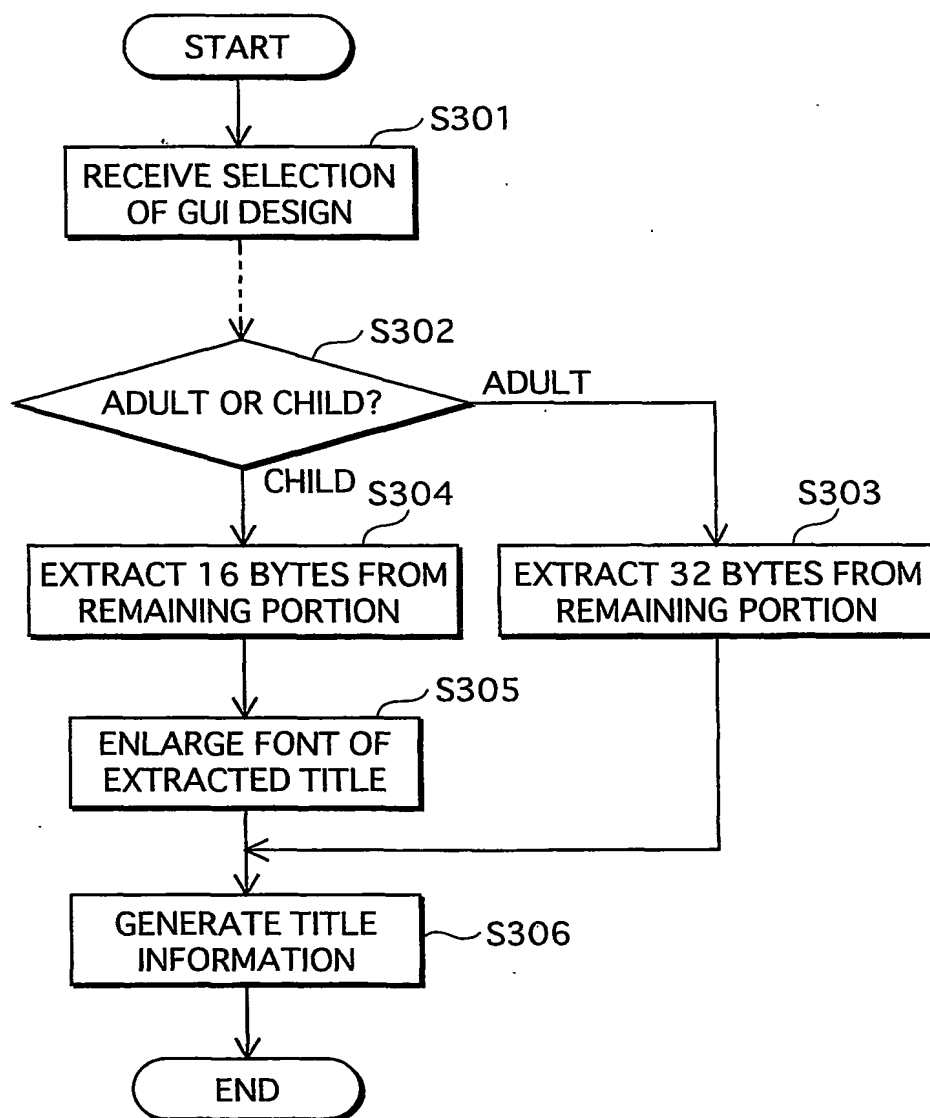 START
S301
RECEIVE SELECTION
OF GUI DESIGN
S302
ADULT OR CHILD?
ADULT
CHILD
S304
S303
EXTRACT 16 BYTES FROM
REMAINING PORTION
EXTRACT 32 BYTES FROM
REMAINING PORTION
S305
ENLARGE FONT OF
EXTRACTED TITLE
GENERATE TITLE
INFORMATION
S306
END